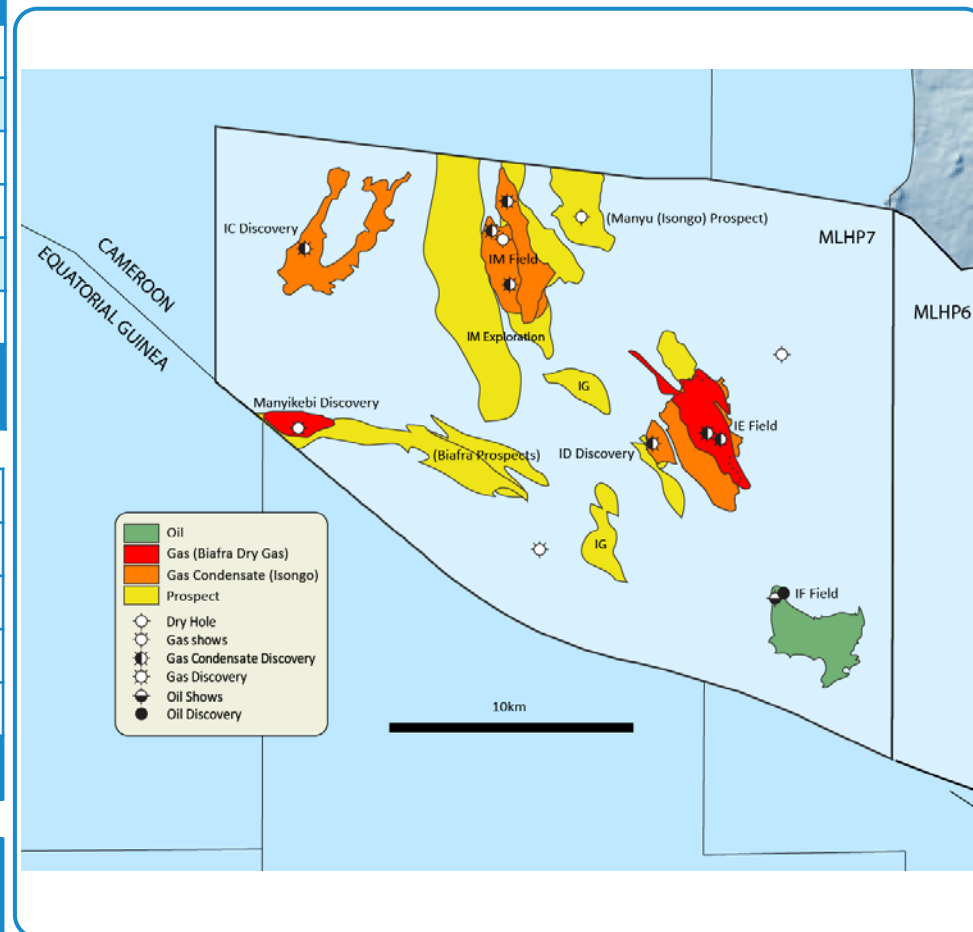 IC Discovery
(Manyu (Isongo) Prospect)
MLHP7
CAMEROON
EQUATORIAL GUINEA
IM Field
MLHP6
IM Exploration
IG
Manyikebi Discovery
IE Field
(Biafra Prospects)
ID Discovery
IG
IF Field
Oil
Gas (Biafra Dry Gas)
Gas Condensate (Isongo)
Prospect
Dry Hole
Gas shows
Gas Condensate Discovery
Gas Discovery
Oil Shows
Oil Discovery
10km